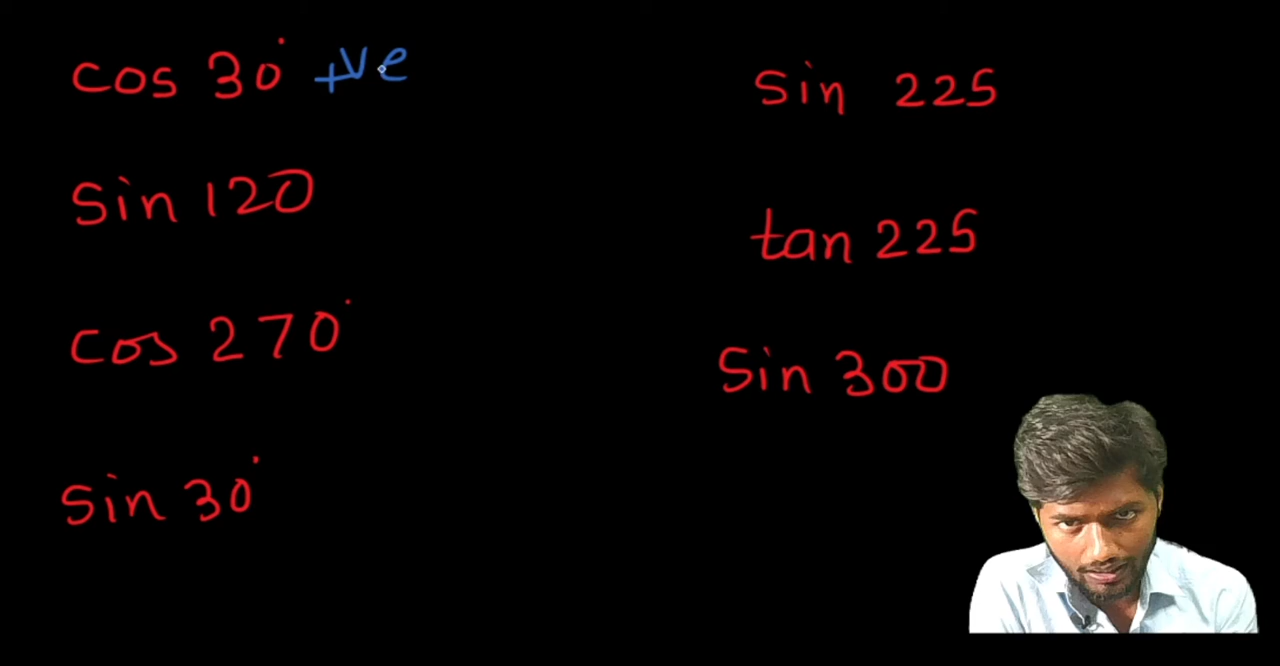 cos 30° +ve
sin 120
cos 270°
sin 30°
sin 225
tan 225
sin 300